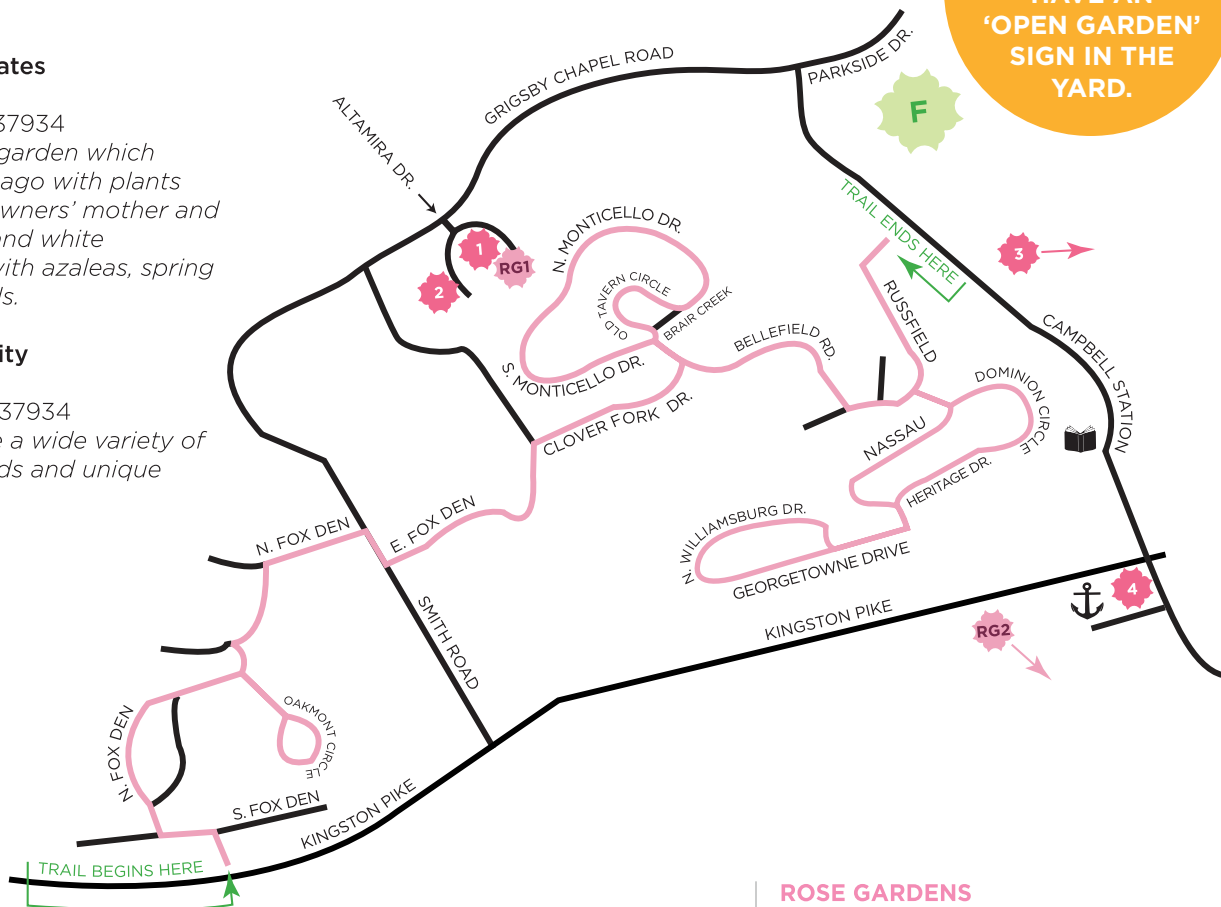 HAVE AN
‘OPEN GARDEN’
SIGN IN THE
YARD.
ates
37934
garden which
ago with plants
wners’ mother and
nd white
with azaleas, spring
ls.
ity
37934
e a wide variety of
ds and unique
GRIGSBY CHAPEL ROAD
PARKSIDE DR.
F
ALTAMIRA DR.
TRAIL ENDS HERE
1
RG1
2
3
N. MONTICELLO DR.
OLD TAVERN CIRCLE
BRAIR CREEK
S. MONTICELLO DR.
BELLEFIELD RD.
RUSSFIELD
CAMPBELL STATION
DOMINION CIRCLE
CLOVER FORK DR.
NASSAU
HERITAGE DR.
N. FOX DEN
E. FOX DEN
N. WILLIAMSBURG DR.
GEORGETOWNE DRIVE
SMITH ROAD
KINGSTON PIKE
4
RG2
OAKMONT CIRCLE
N. FOX DEN
S. FOX DEN
KINGSTON PIKE
TRAIL BEGINS HERE
ROSE GARDENS